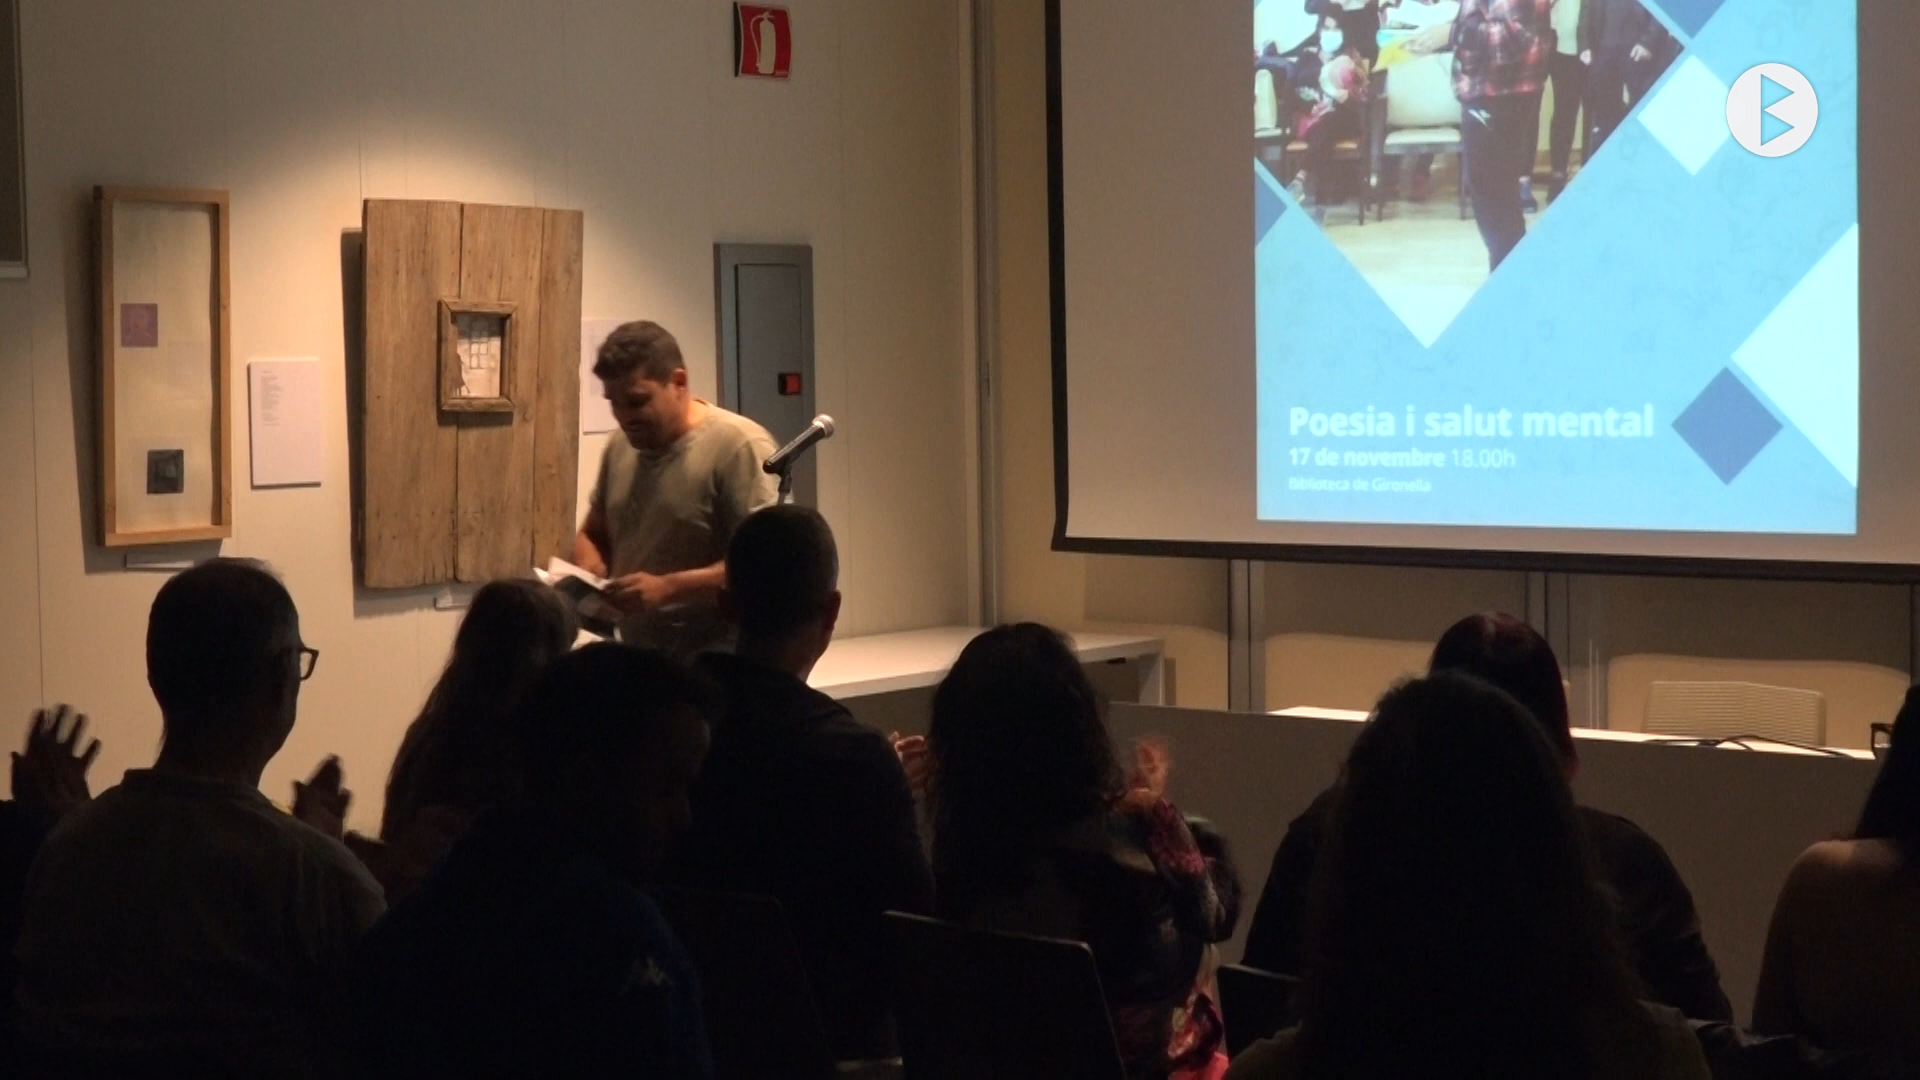 Poesia i salut mental
17 de novembre 18.00h
Biblioteca de Gironella